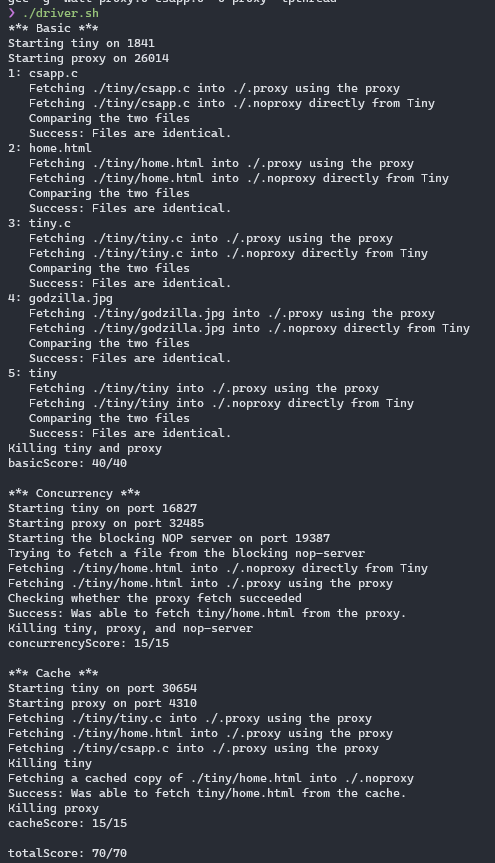 gcc -g -Wall proxy.o csapp.o -o proxy -lpthread
❯ ./driver.sh
*** Basic ***
Starting tiny on 1841
Starting proxy on 26014
1: csapp.c
   Fetching ./tiny/csapp.c into ./.proxy using the proxy
   Fetching ./tiny/csapp.c into ./.noproxy directly from Tiny
   Comparing the two files
   Success: Files are identical.
2: home.html
   Fetching ./tiny/home.html into ./.proxy using the proxy
   Fetching ./tiny/home.html into ./.noproxy directly from Tiny
   Comparing the two files
   Success: Files are identical.
3: tiny.c
   Fetching ./tiny/tiny.c into ./.proxy using the proxy
   Fetching ./tiny/tiny.c into ./.noproxy directly from Tiny
   Comparing the two files
   Success: Files are identical.
4: godzilla.jpg
   Fetching ./tiny/godzilla.jpg into ./.proxy using the proxy
   Fetching ./tiny/godzilla.jpg into ./.noproxy directly from Tiny
   Comparing the two files
   Success: Files are identical.
5: tiny
   Fetching ./tiny/tiny into ./.proxy using the proxy
   Fetching ./tiny/tiny into ./.noproxy directly from Tiny
   Comparing the two files
   Success: Files are identical.
Killing tiny and proxy
basicScore: 40/40

*** Concurrency ***
Starting tiny on port 16827
Starting proxy on port 32485
Starting the blocking NOP server on port 19387
Trying to fetch a file from the blocking nop-server
Fetching ./tiny/home.html into ./.noproxy directly from Tiny
Fetching ./tiny/home.html into ./.proxy using the proxy
Checking whether the proxy fetch succeeded
Success: Was able to fetch tiny/home.html from the proxy.
Killing tiny, proxy, and nop-server
concurrencyScore: 15/15

*** Cache ***
Starting tiny on port 30654
Starting proxy on port 4310
Fetching ./tiny/tiny.c into ./.proxy using the proxy
Fetching ./tiny/home.html into ./.proxy using the proxy
Fetching ./tiny/csapp.c into ./.proxy using the proxy
Killing tiny
Fetching a cached copy of ./tiny/home.html into ./.noproxy
Success: Was able to fetch tiny/home.html from the cache.
Killing proxy
cacheScore: 15/15

totalScore: 70/70